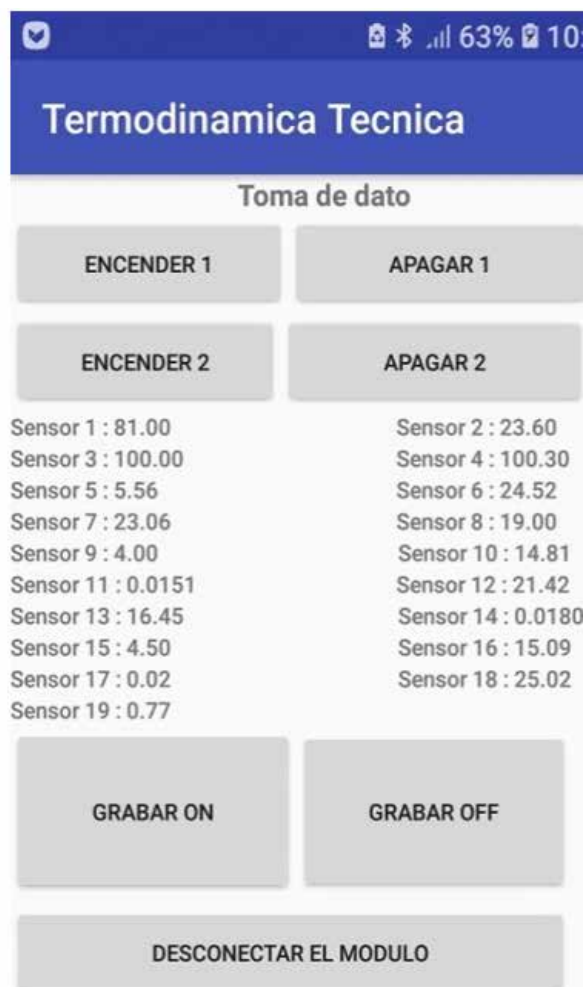 63% 10:
Termodinamica Tecnica
Toma de dato
ENCENDER 1 APAGAR 1
ENCENDER 2 APAGAR 2
Sensor 1 : 81.00 Sensor 2 : 23.60
Sensor 3 : 100.00 Sensor 4 : 100.30
Sensor 5 : 5.56 Sensor 6 : 24.52
Sensor 7 : 23.06 Sensor 8 : 19.00
Sensor 9 : 4.00 Sensor 10 : 14.81
Sensor 11 : 0.0151 Sensor 12 : 21.42
Sensor 13 : 16.45 Sensor 14 : 0.0180
Sensor 15 : 4.50 Sensor 16 : 15.09
Sensor 17 : 0.02 Sensor 18 : 25.02
Sensor 19 : 0.77
GRABAR ON GRABAR OFF
DESCONECTAR EL MODULO